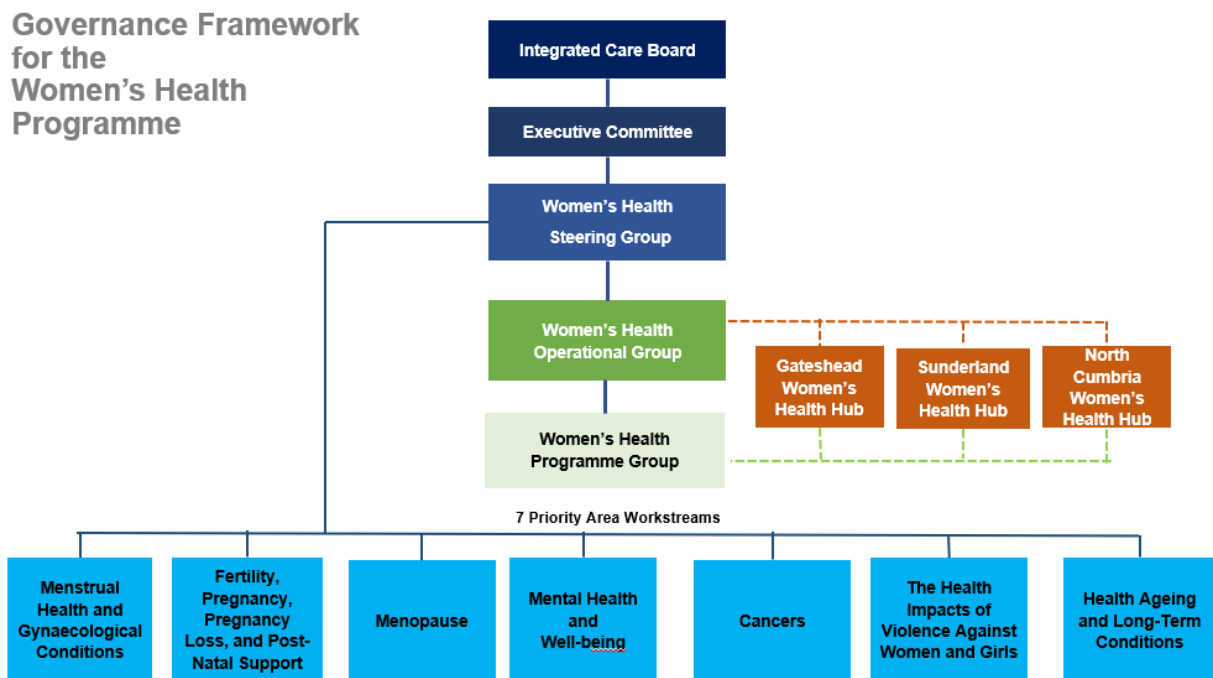 Governance Framework
for the
Women’s Health
Programme
Integrated Care Board
Executive Committee
Women’s Health
Steering Group
Women’s Health
Operational Group
Gateshead
Women’s
Health Hub
Sunderland
Women’s
Health Hub
North
Cumbria
Women’s
Health Hub
Women’s Health
Programme Group
7 Priority Area Workstreams
Menstrual
Health and
Gynaecological
Conditions
Fertility,
Pregnancy,
Pregnancy
Loss, and Post-
Natal Support
Menopause
Mental Health
and
Well-being
Cancers
The Health
Impacts of
Violence Against
Women and Girls
Health Ageing
and Long-Term
Conditions